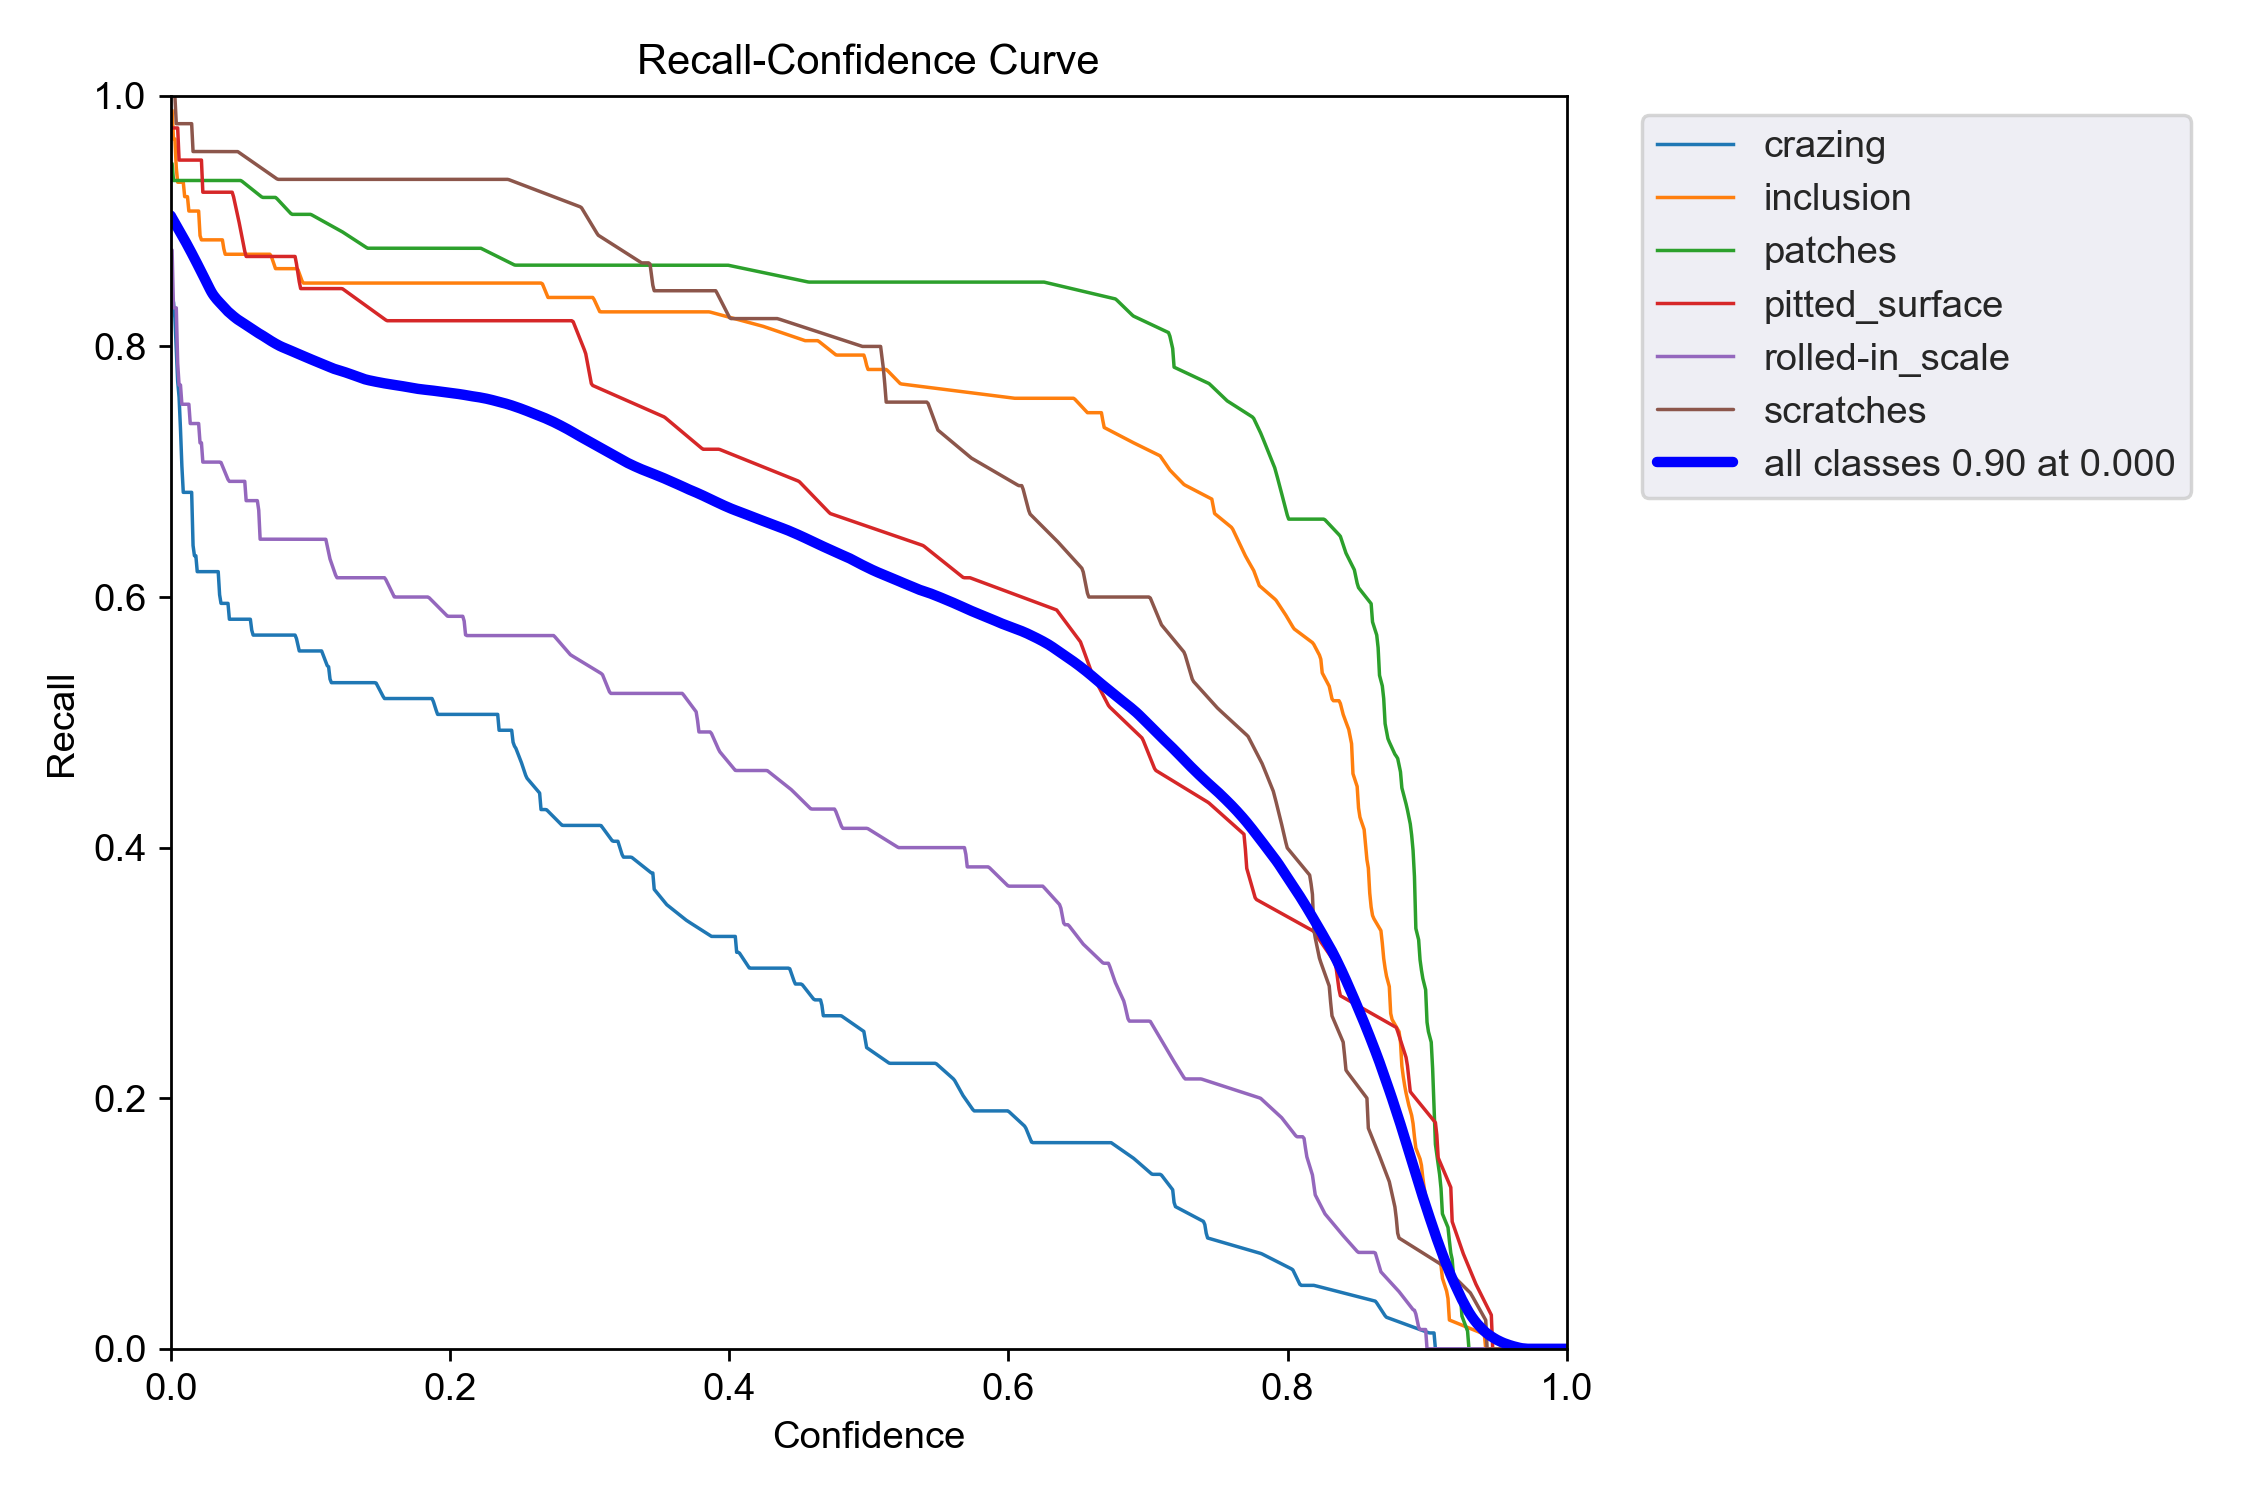 Recall-Confidence Curve
1.0
0.8
0.6
0.4
0.2
0.0
Recall
0.0 0.2 0.4 0.6 0.8 1.0
Confidence
crazing
inclusion
patches
pitted_surface
rolled-in_scale
scratches
all classes 0.90 at 0.000